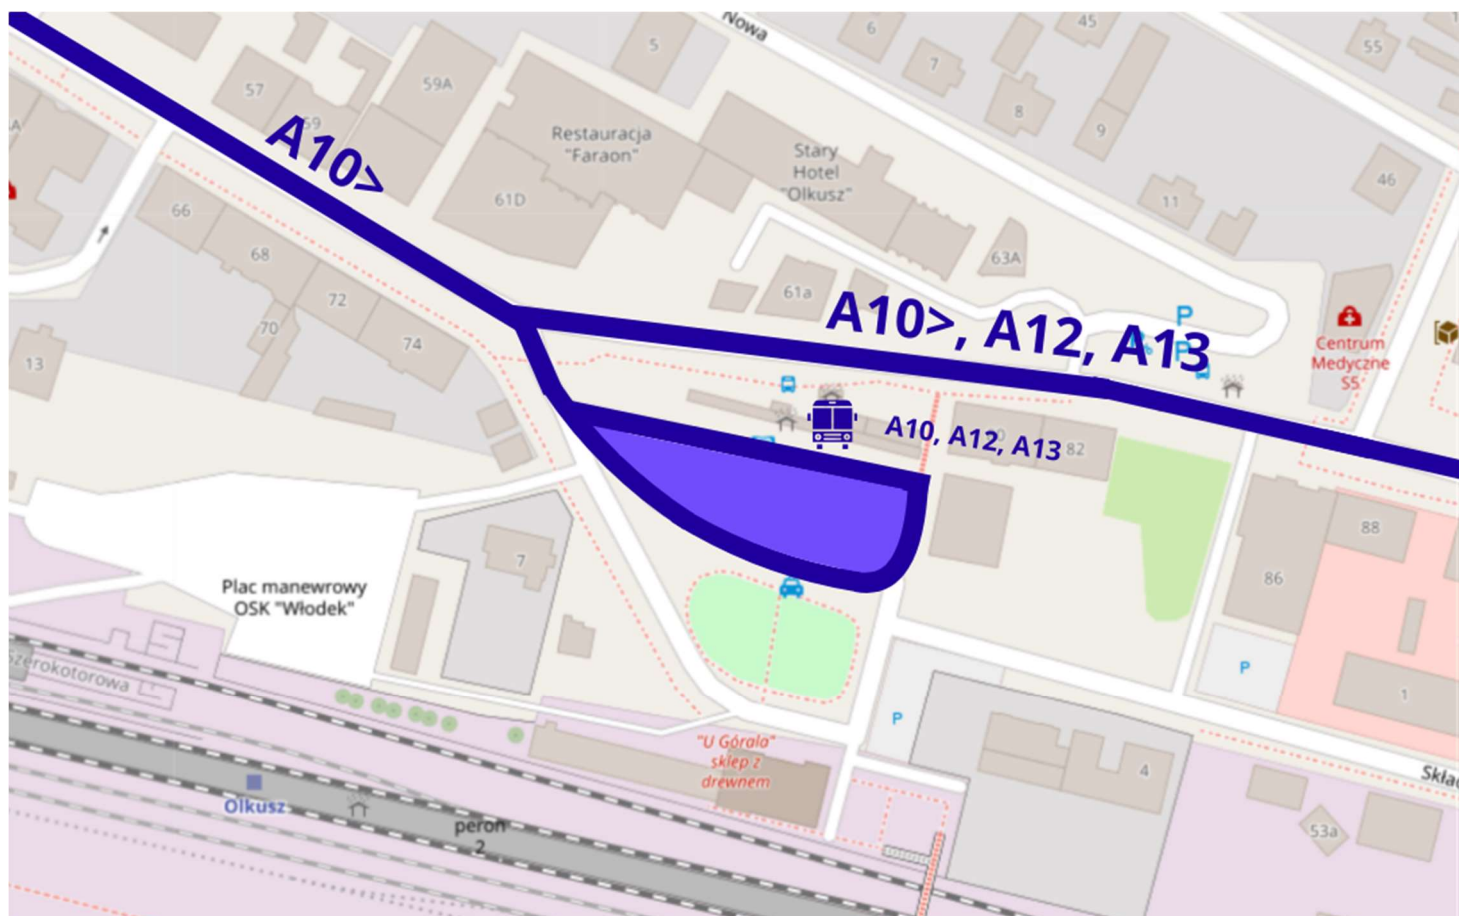 Nowa
5
6
45
55
7
57
59A
8
9
A10>
59
Restauracja
"Faraon"
Stary
Hotel
"Olkusz"
46
66
61D
11
68
63A
72
61a
A10>, A12, A13
P
P
70
74
Centrum
Medyczne
S5
13
A10, A12, A13
82
88
7
86
Plac manewrowy
OSK "Włodek"
Szerokotorowa
P
1
P
"U Górala"
sklep z
drewnem
4
Olkusz
peron
2
53a
Skład